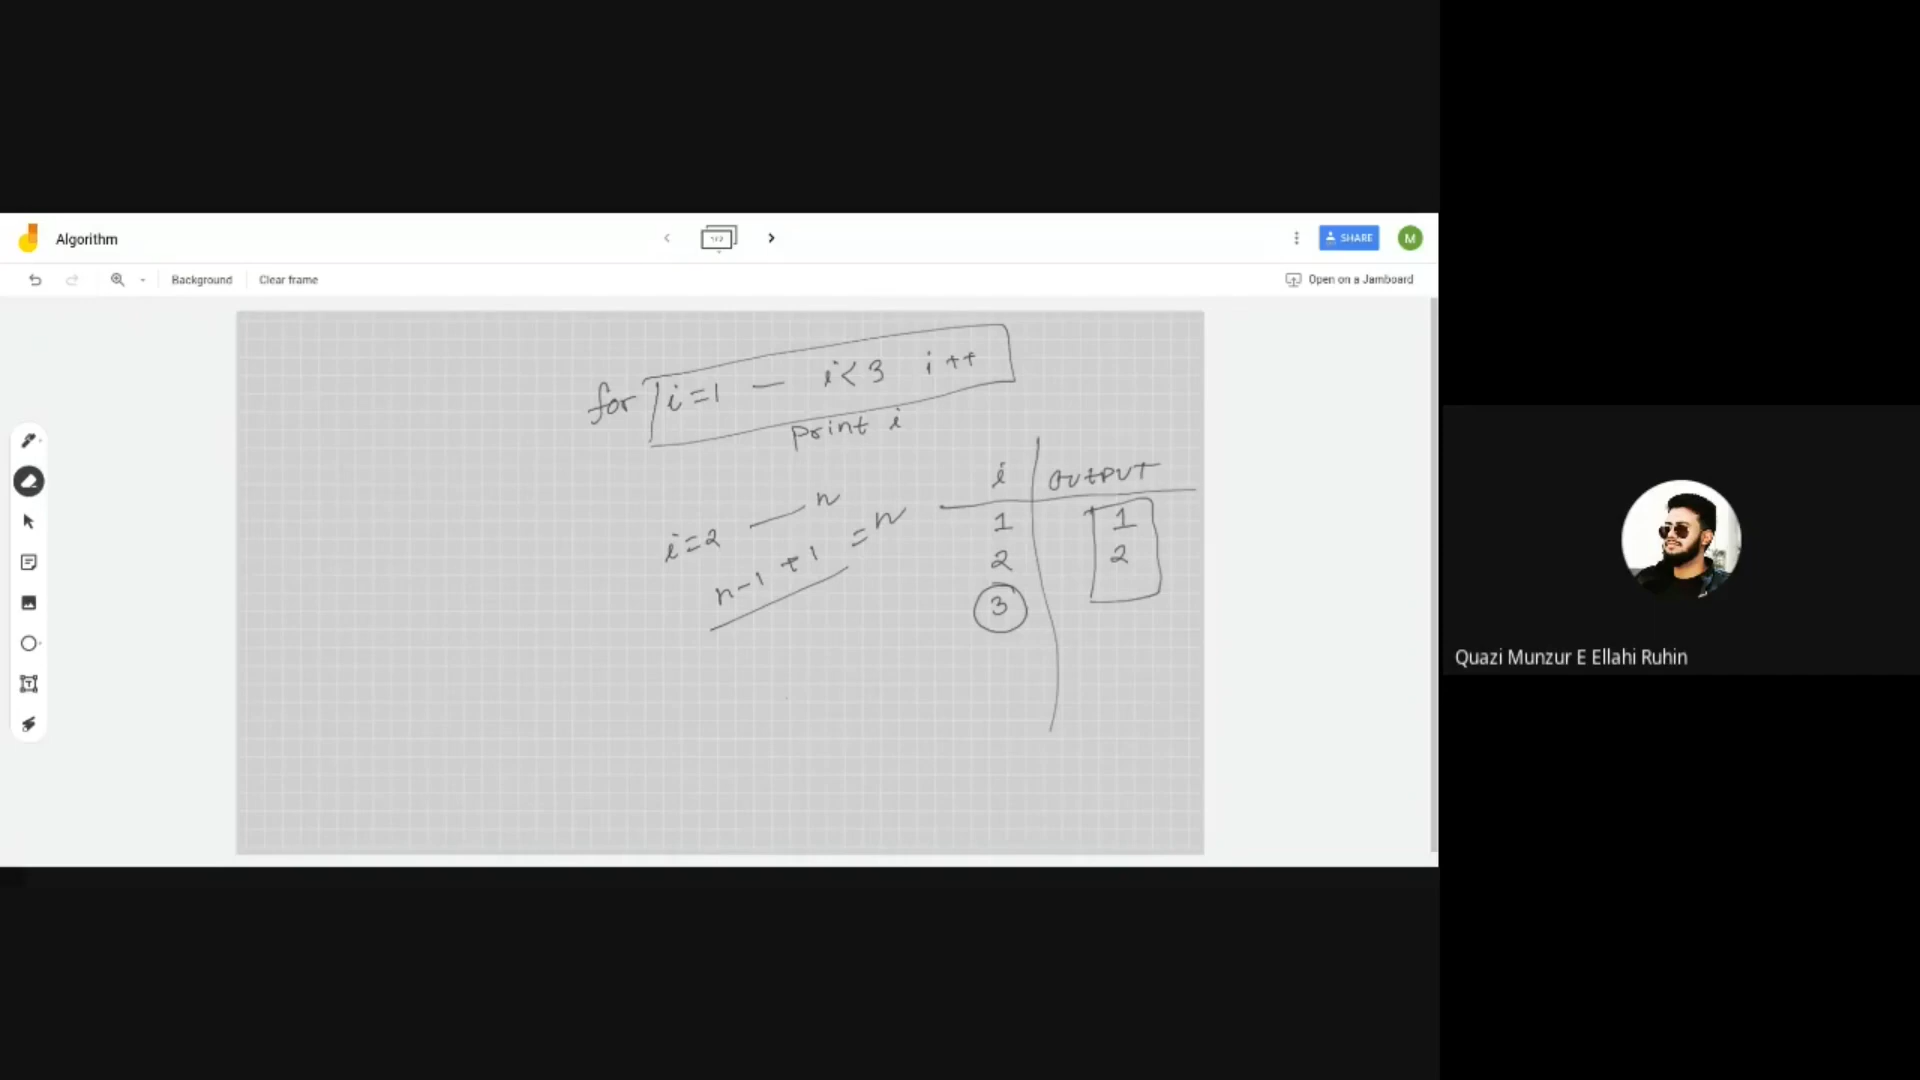 Algorithm
SHARE
M
Background
Clear frame
Open on a Jamboard
for i=1 — i<3 i++
print i
i=2 — n
n-1 +1 = n
i OUTPUT
1 1
2 2
3
Quazi Munzur E Ellahi Ruhin